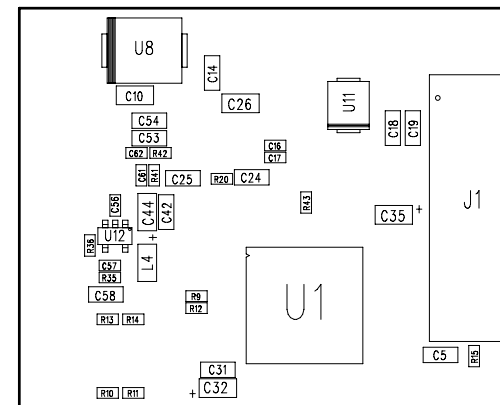 U8
C14
C10
C26
U11
C54
C18
C19
C53
C62
R42
C16
C17
C61
R41
C25
R20
C24
J1
C56
C44
C42
R43
C35
+
U12
+
R36
L4
C57
R35
C58
R9
R12
U1
R13
R14
C5
R15
C31
C32
+
R10
R11